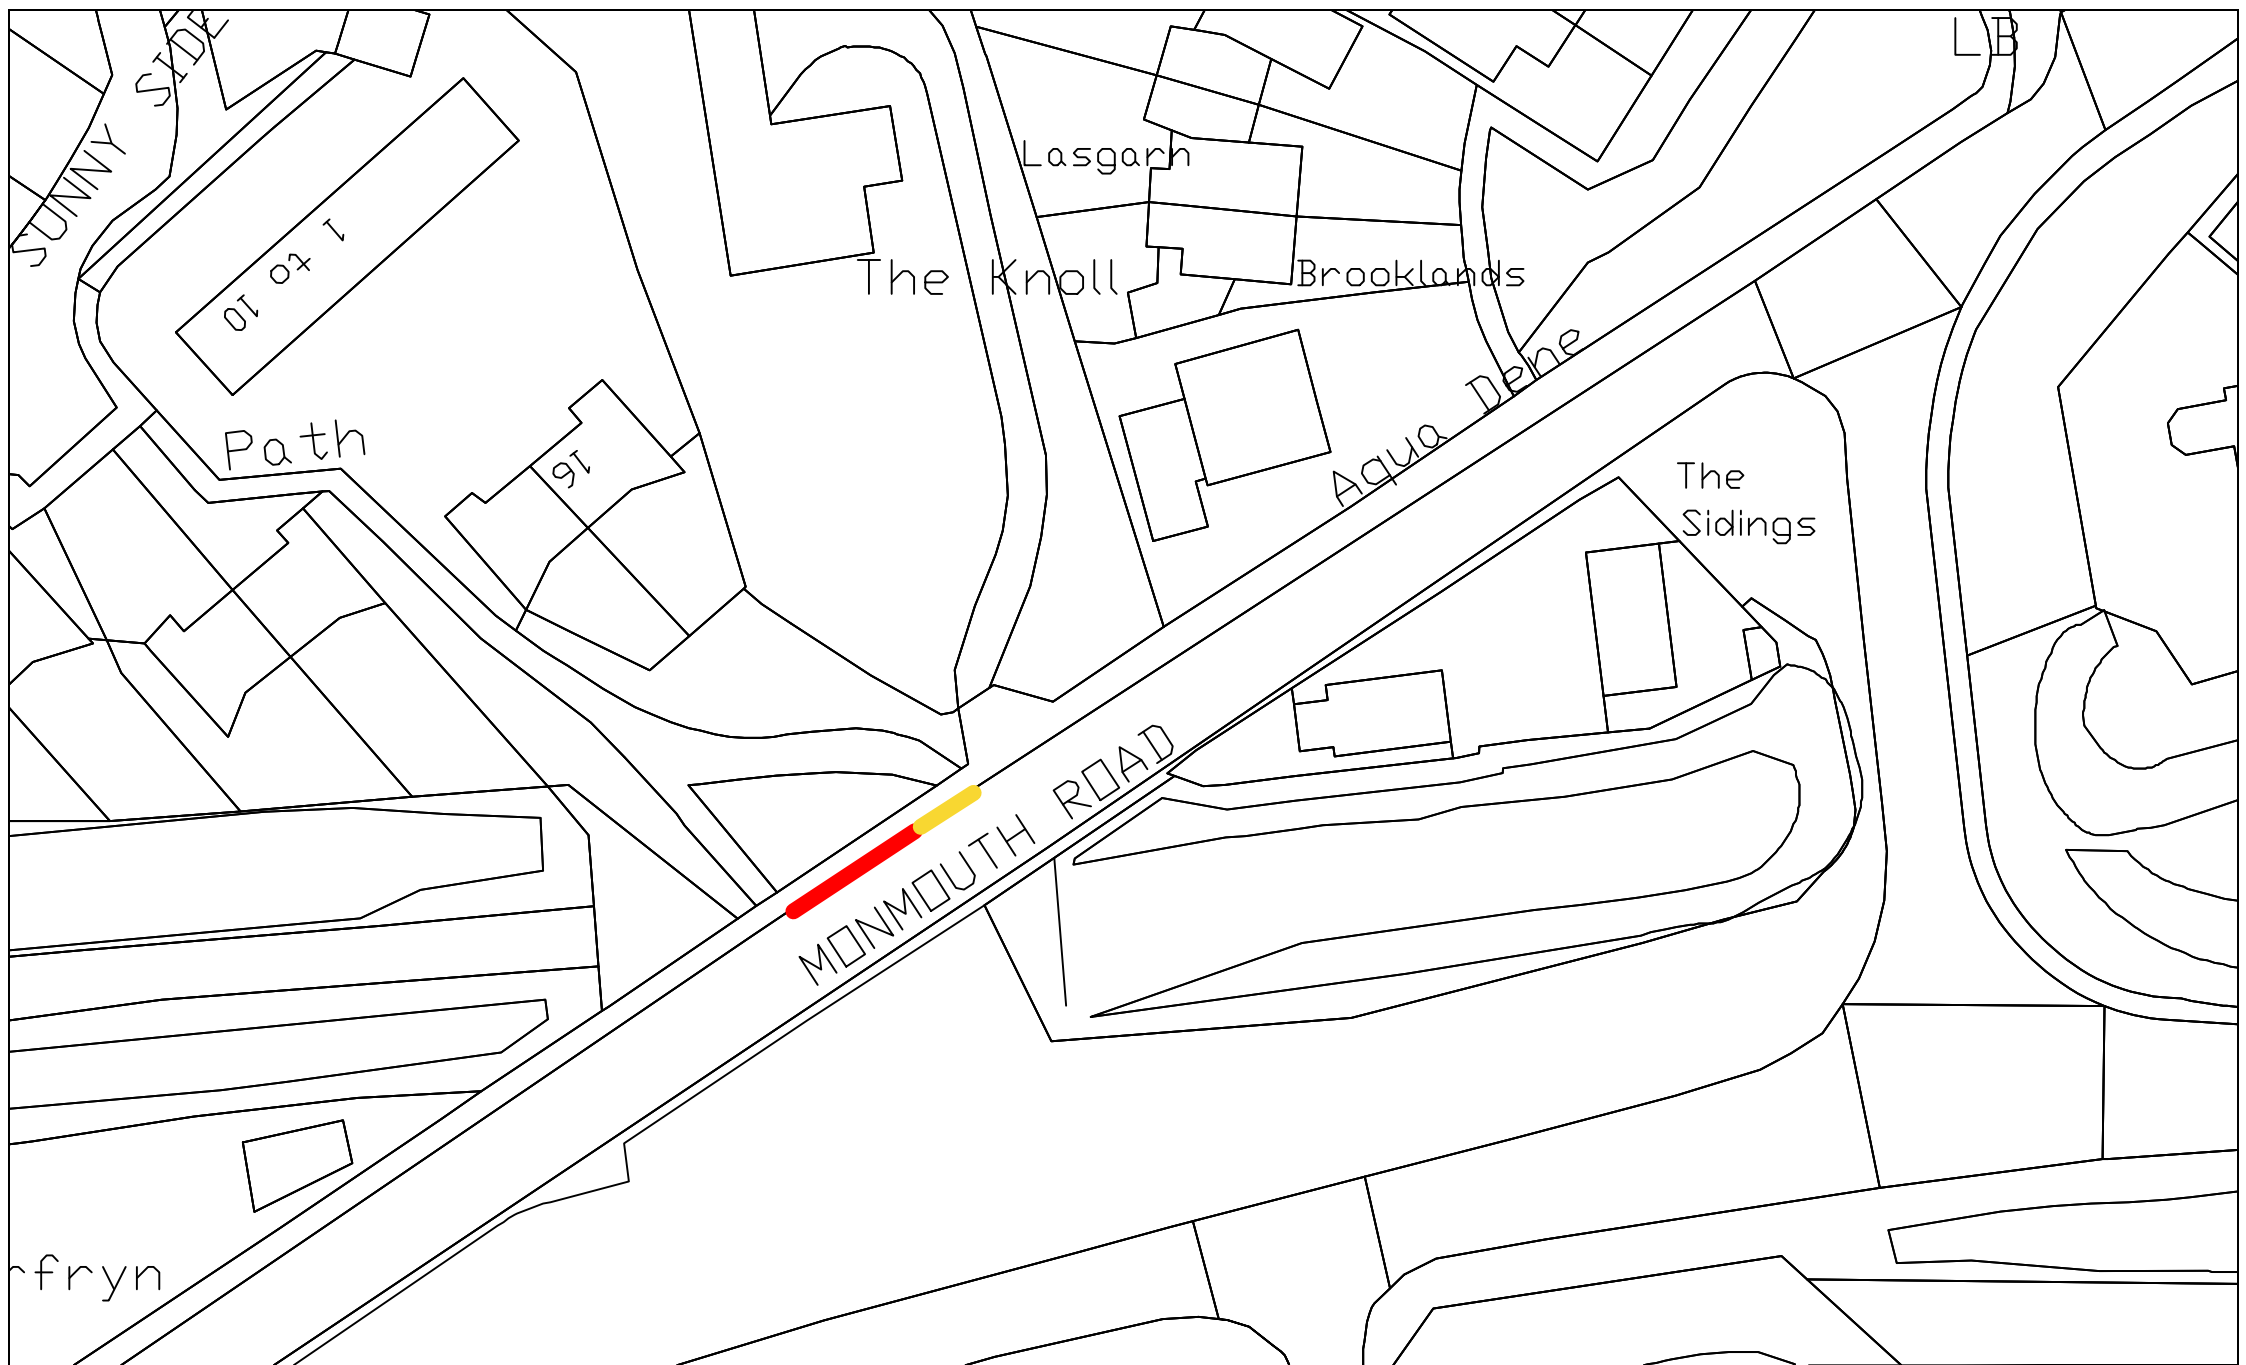 SUNNY SIDE
LB
Lasgarn
1 to 10
The Knoll
Brooklands
Aqua Dene
Path
16
The
Sidings
MONMOUTH ROAD
rfryn